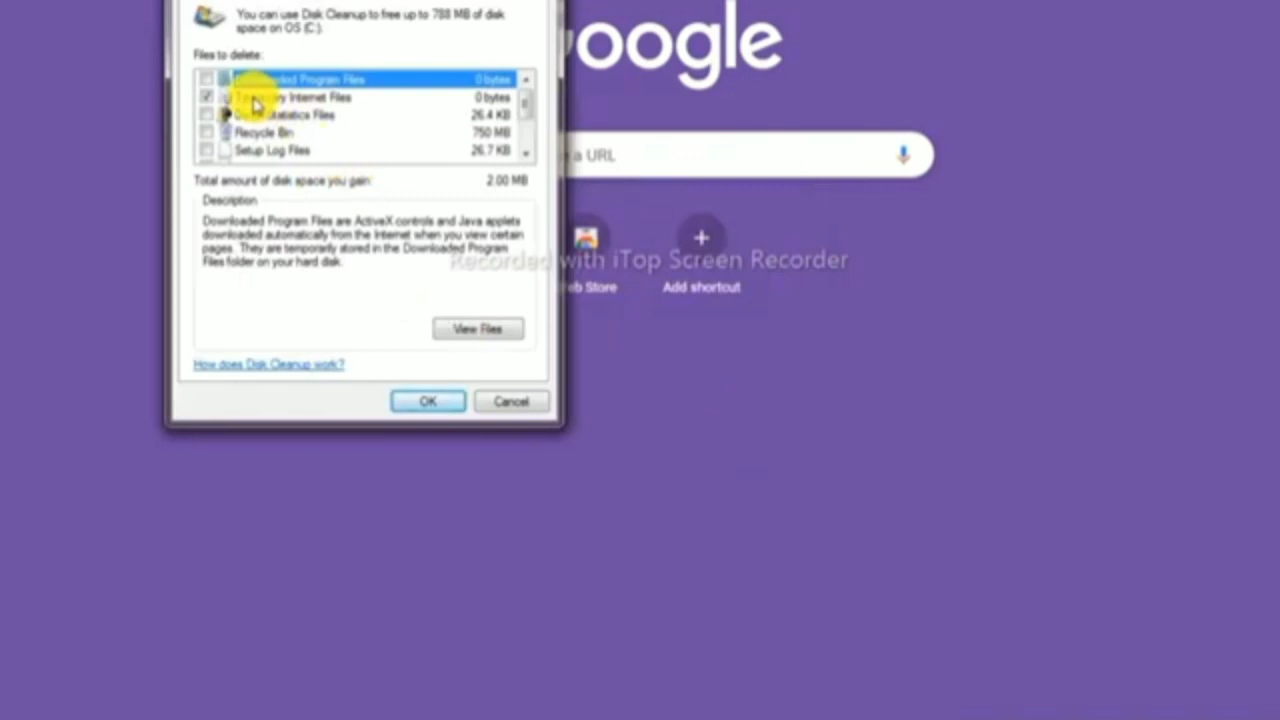 You can use Disk Cleanup to free up to 788 MB of disk
space on OS (C:).
Files to delete:
Program Files 0 bytes
Internet Files 0 bytes
Statistics Files 26.4 KB
Recycle Bin 750 MB
Setup Log Files 26.7 KB
Total amount of disk space you gain: 2.00 MB
Description
Downloaded Program Files are ActiveX controls and Java applets
downloaded automatically from the Internet when you view certain
pages. They are temporarily stored in the Downloaded Program
Files folder on your hard disk.
View Files
How does Disk Cleanup work?
OK Cancel
oogle
a URL
Store
Add shortcut
Recorded with iTop Screen Recorder